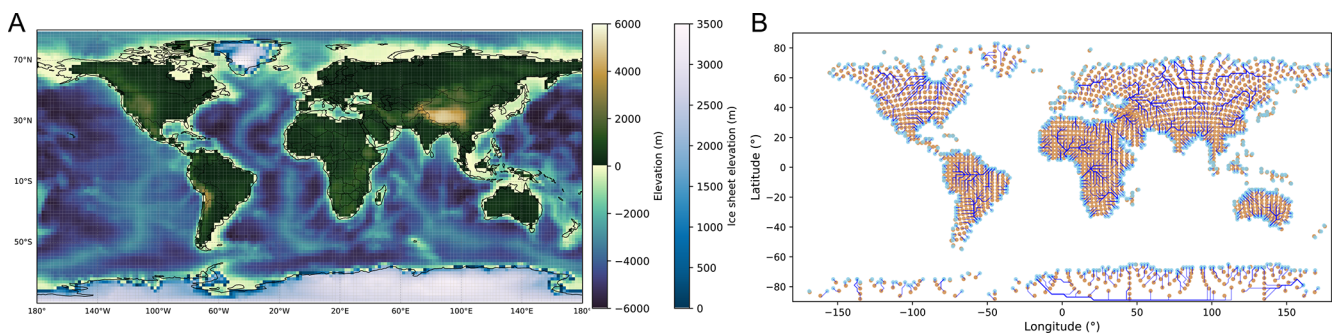 A
70°N
30°N
10°S
50°S
180° 140°W 100°W 60°W 20°W 20°E 60°E 100°E 140°E 180°
6000
4000
2000
0
−2000
−4000
−6000
Elevation (m)
3500
3000
2500
2000
1500
1000
500
0
Ice sheet elevation (m)
B
80
60
40
20
0
−20
−40
−60
−80
Latitude (°)
−150 −100 −50 0 50 100 150
Longitude (°)